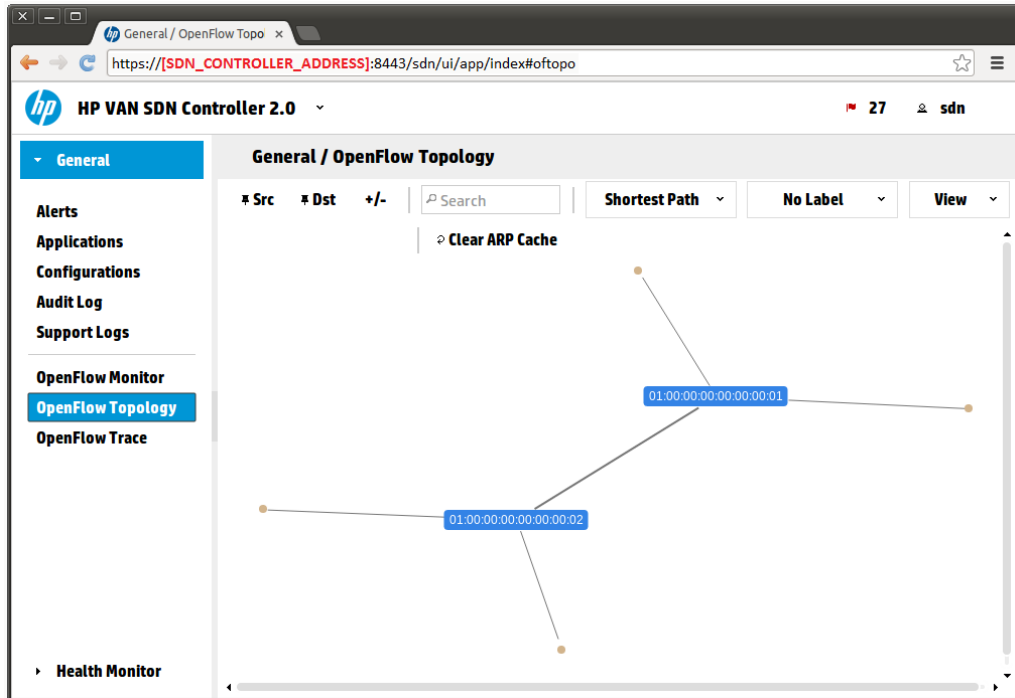 General / OpenFlow Topol ×
https://[SDN_CONTROLLER_ADDRESS]:8443/sdn/ui/app/index#oftopo
hp HP VAN SDN Controller 2.0 27 sdn
General General / OpenFlow Topology
Src Dst +/- Search Shortest Path No Label View
Clear ARP Cache
Alerts
Applications
Configurations
Audit Log
Support Logs
OpenFlow Monitor
OpenFlow Topology
OpenFlow Trace
01:00:00:00:00:00:00:01
01:00:00:00:00:00:00:02
Health Monitor